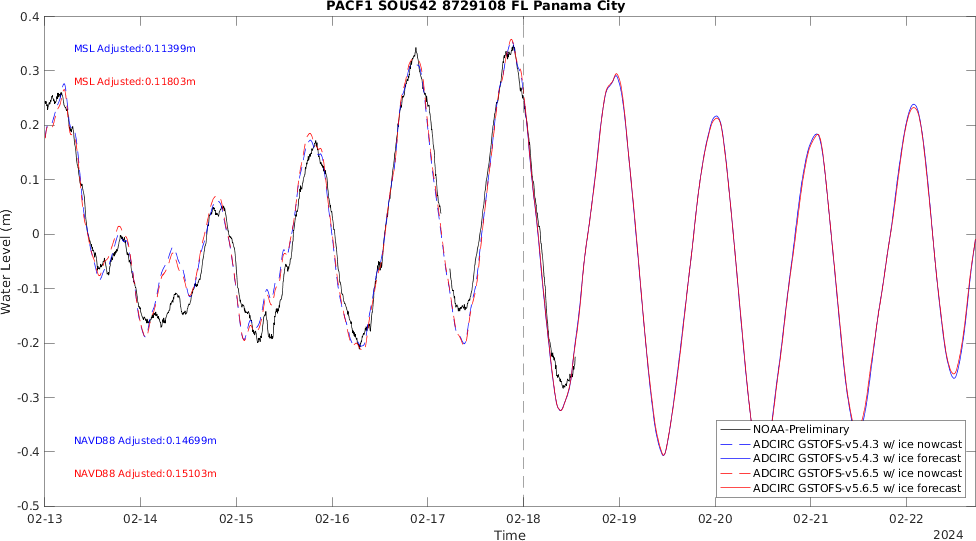 PACF1 SOUS42 8729108 FL Panama City
0.4
0.3
0.2
0.1
0
-0.1
-0.2
-0.3
-0.4
-0.5
Water Level (m)
MSL Adjusted:0.11399m
MSL Adjusted:0.11803m
NAVD88 Adjusted:0.14699m
NAVD88 Adjusted:0.15103m
NOAA-Preliminary
ADCIRC GSTOFS-v5.4.3 w/ ice nowcast
ADCIRC GSTOFS-v5.4.3 w/ ice forecast
ADCIRC GSTOFS-v5.6.5 w/ ice nowcast
ADCIRC GSTOFS-v5.6.5 w/ ice forecast
02-13 02-14 02-15 02-16 02-17 02-18 02-19 02-20 02-21 02-22
Time
2024